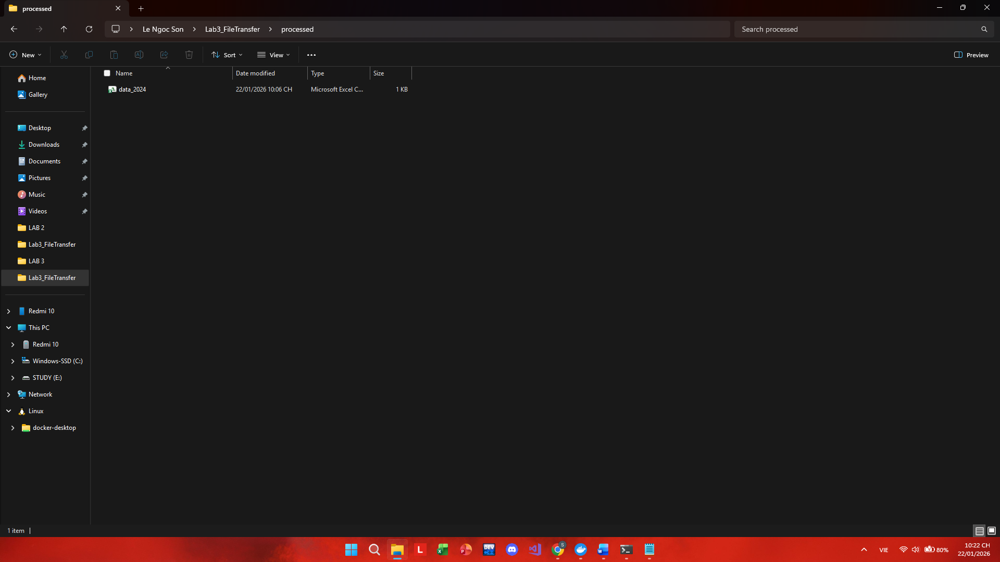 processed
Le Ngoc Son
Lab3_FileTransfer
processed
Search processed
New
Sort
View
Preview
Name
Date modified
Type
Size
data_2024
22/01/2026 10:06 CH
Microsoft Excel C...
1 KB
Home
Gallery
Desktop
Downloads
Documents
Pictures
Music
Videos
LAB 2
Lab3_FileTransfer
LAB 3
Lab3_FileTransfer
Redmi 10
This PC
Redmi 10
Windows-SSD (C:)
STUDY (E:)
Network
Linux
docker-desktop
1 item
L
DEV
S
VIE
80%
10:22 CH
22/01/2026